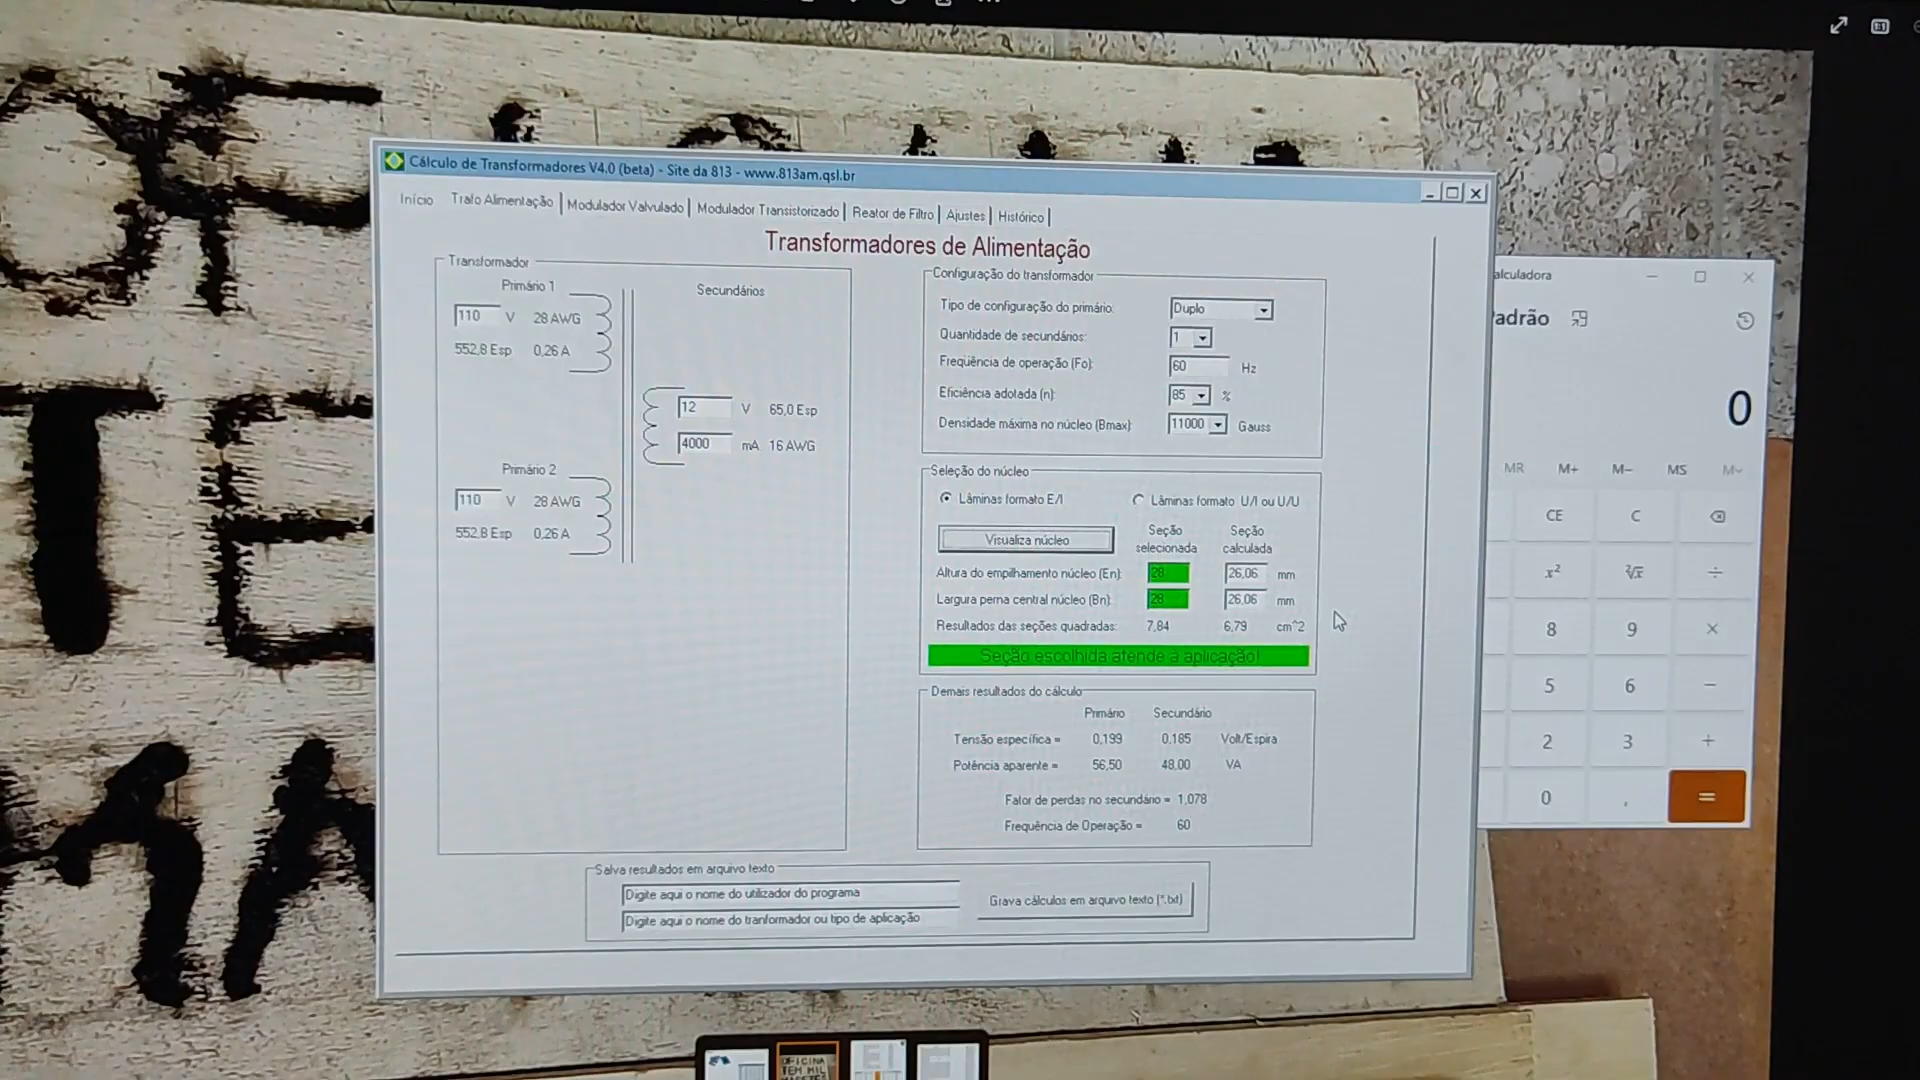 Cálculo de Transformadores V4.0 (beta) - Site da 813 - www.813am.qsl.br
Início
Trafo Alimentação
Modulador Valvulado
Modulador Transistorizado
Reator de Filtro
Ajustes
Histórico
Transformadores de Alimentação
Transformador
Primário 1
110 V 28 AWG
552,8 Esp 0,26 A
Secundários
12 V 65,0 Esp
4000 mA 16 AWG
Primário 2
110 V 28 AWG
552,8 Esp 0,26 A
Configuração do transformador
Tipo de configuração do primário: Duplo
Quantidade de secundários: 1
Freqüência de operação (Fo): 60 Hz
Eficiência adotada (n): 85 %
Densidade máxima no núcleo (Bmax): 11000 Gauss
Seleção do núcleo
Lâminas formato E/I
Lâminas formato U/I ou U/U
Visualiza núcleo
Seção selecionada
Seção calculada
Altura do empilhamento núcleo (En): 28 26,06 mm
Largura perna central núcleo (Bn): 28 26,06 mm
Resultados das seções quadradas: 7,84 6,79 cm^2
Seção escolhida atende à aplicação!
Demais resultados do cálculo
Primário Secundário
Tensão específica = 0,199 0,185 Volt/Espira
Potência aparente = 56,50 48,00 VA
Fator de perdas no secundário = 1,078
Frequência de Operação = 60
Salva resultados em arquivo texto
Digite aqui o nome do utilizador do programa
Digite aqui o nome do tranformador ou tipo de aplicação
Grava cálculos em arquivo texto (*.txt)
alculadora
adrão
0
MR M+ M- MS M
CE C
x² ²√x ÷
8 9 ×
5 6 −
2 3 +
0 , =
OFICINA
TEM MIL